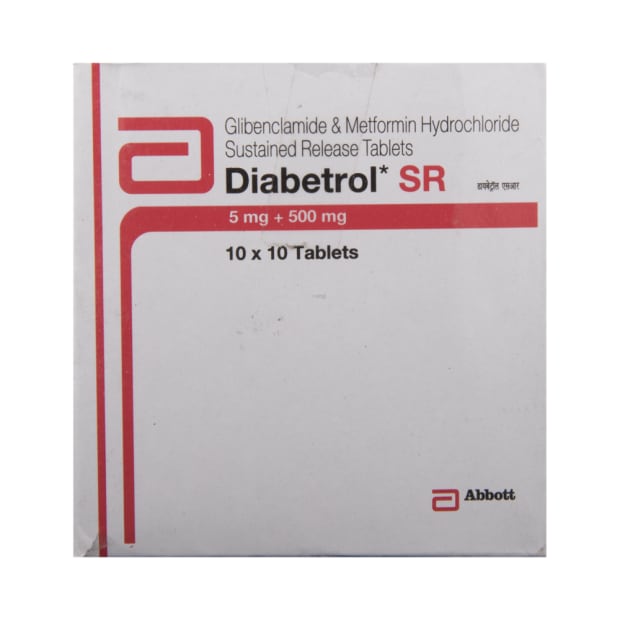 Glibenclamide & Metformin Hydrochloride
Sustained Release Tablets
Diabetrol* SR
डायबेट्रॉल एसआर
5 mg + 500 mg
10 x 10 Tablets
Abbott